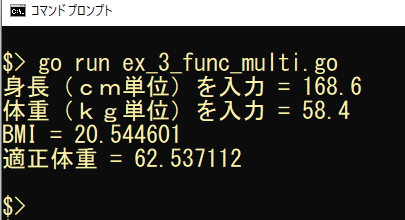 コマンドプロンプト
$> go run ex_3_func_multi.go
身長（ｃｍ単位）を入力 = 168.6
体重（ｋｇ単位）を入力 = 58.4
BMI = 20.544601
適正体重 = 62.537112
$>